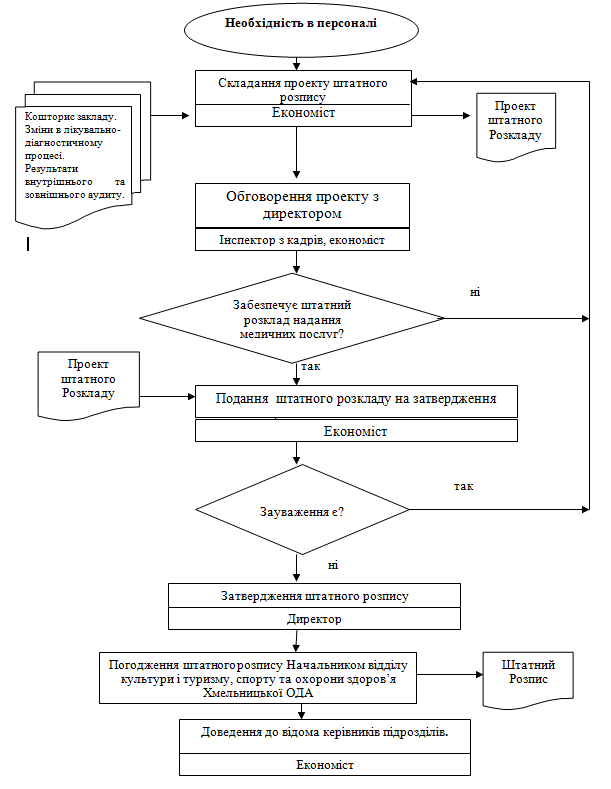 Необхідність в персоналі
Складання проекту штатного
розпису
Економіст
Кошторис закладу.
Зміни в лікувально-
діагностичному
процесі.
Результати
внутрішнього та
зовнішнього аудиту.
Проект
штатного
Розкладу
Обговорення проекту з
директором
Інспектор з кадрів, економіст
Забезпечує штатний
розклад надання
медичних послуг?
ні
так
Проект
штатного
Розкладу
Подання штатного розкладу на затвердження
Економіст
Зауваження є?
так
ні
Затвердження штатного розпису
Директор
Погодження штатногорозпису Начальником відділу
культури і туризму, спорту та охорони здоров’я
Хмельницької ОДА
Штатний
Розпис
Доведення до відома керівників підрозділів.
Економіст